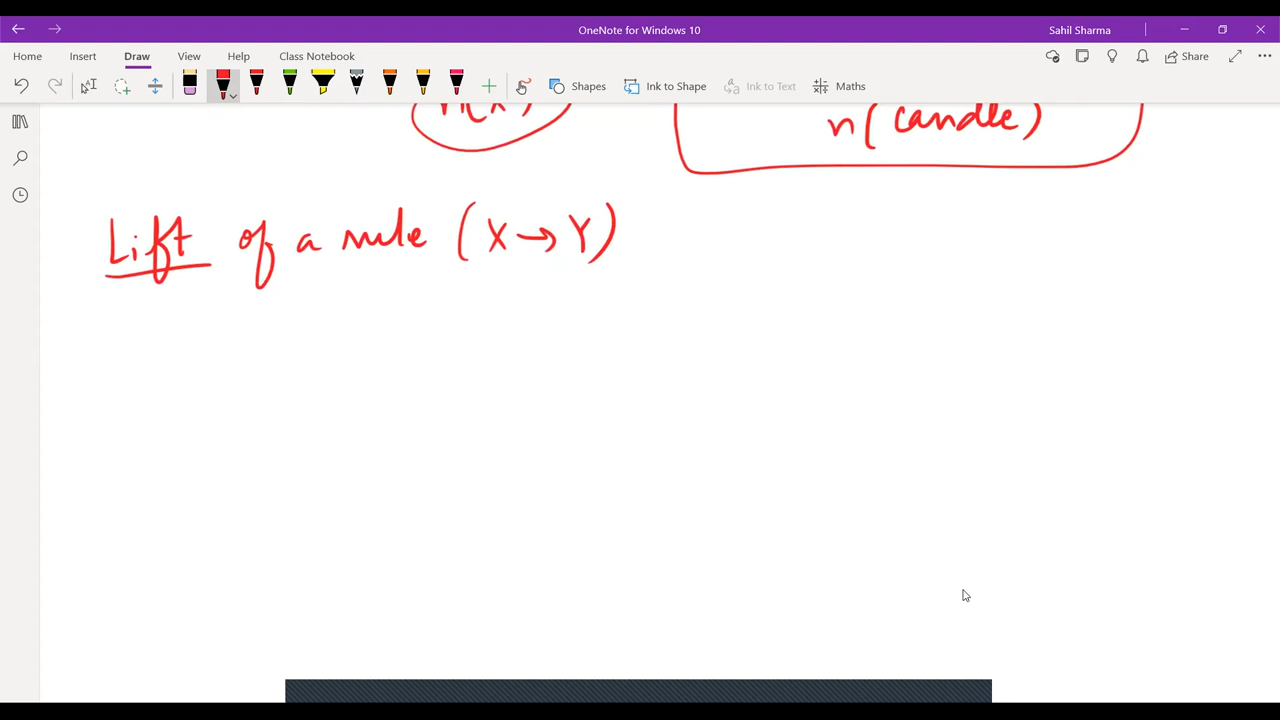 OneNote for Windows 10
Sahil Sharma
Home Insert Draw View Help Class Notebook
Share
Shapes Ink to Shape Ink to Text Maths
n(x)
n(candle)
Lift of a rule (X→Y)